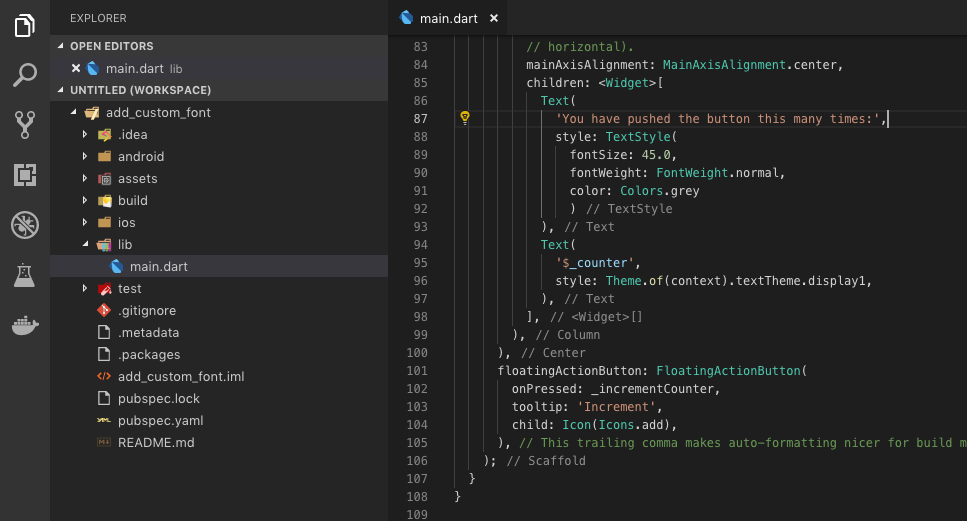 EXPLORER
OPEN EDITORS
main.dart lib
UNTITLED (WORKSPACE)
add_custom_font
.idea
android
assets
build
ios
lib
main.dart
test
.gitignore
.metadata
.packages
add_custom_font.iml
pubspec.lock
pubspec.yaml
README.md
main.dart
83 // horizontal).
84 mainAxisAlignment: MainAxisAlignment.center,
85 children: <Widget>[
86 Text(
87 'You have pushed the button this many times:',
88 style: TextStyle(
89 fontSize: 45.0,
90 fontWeight: FontWeight.normal,
91 color: Colors.grey
92 ) // TextStyle
93 ), // Text
94 Text(
95 '$_counter',
96 style: Theme.of(context).textTheme.display1,
97 ), // Text
98 ], // <Widget>[]
99 ), // Column
100 ), // Center
101 floatingActionButton: FloatingActionButton(
102 onPressed: _incrementCounter,
103 tooltip: 'Increment',
104 child: Icon(Icons.add),
105 ), // This trailing comma makes auto-formatting nicer for build m
106 ); // Scaffold
107 }
108 }
109